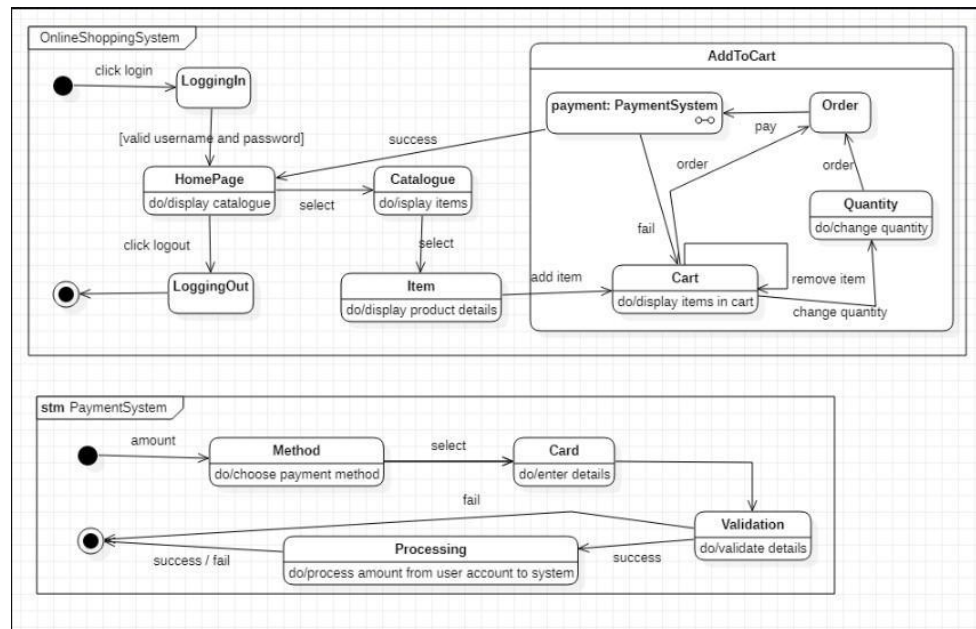 OnlineShoppingSystem
click login
LoggingIn
[valid username and password]
HomePage
do/display catalogue
select
Catalogue
do/isplay items
select
click logout
LoggingOut
Item
do/display product details
add item
success
AddToCart
payment: PaymentSystem
pay
Order
order
order
Quantity
do/change quantity
fail
Cart
do/display items in cart
remove item
change quantity
stm PaymentSystem
amount
Method
do/choose payment method
select
Card
do/enter details
fail
Validation
do/validate details
success
Processing
do/process amount from user account to system
success / fail